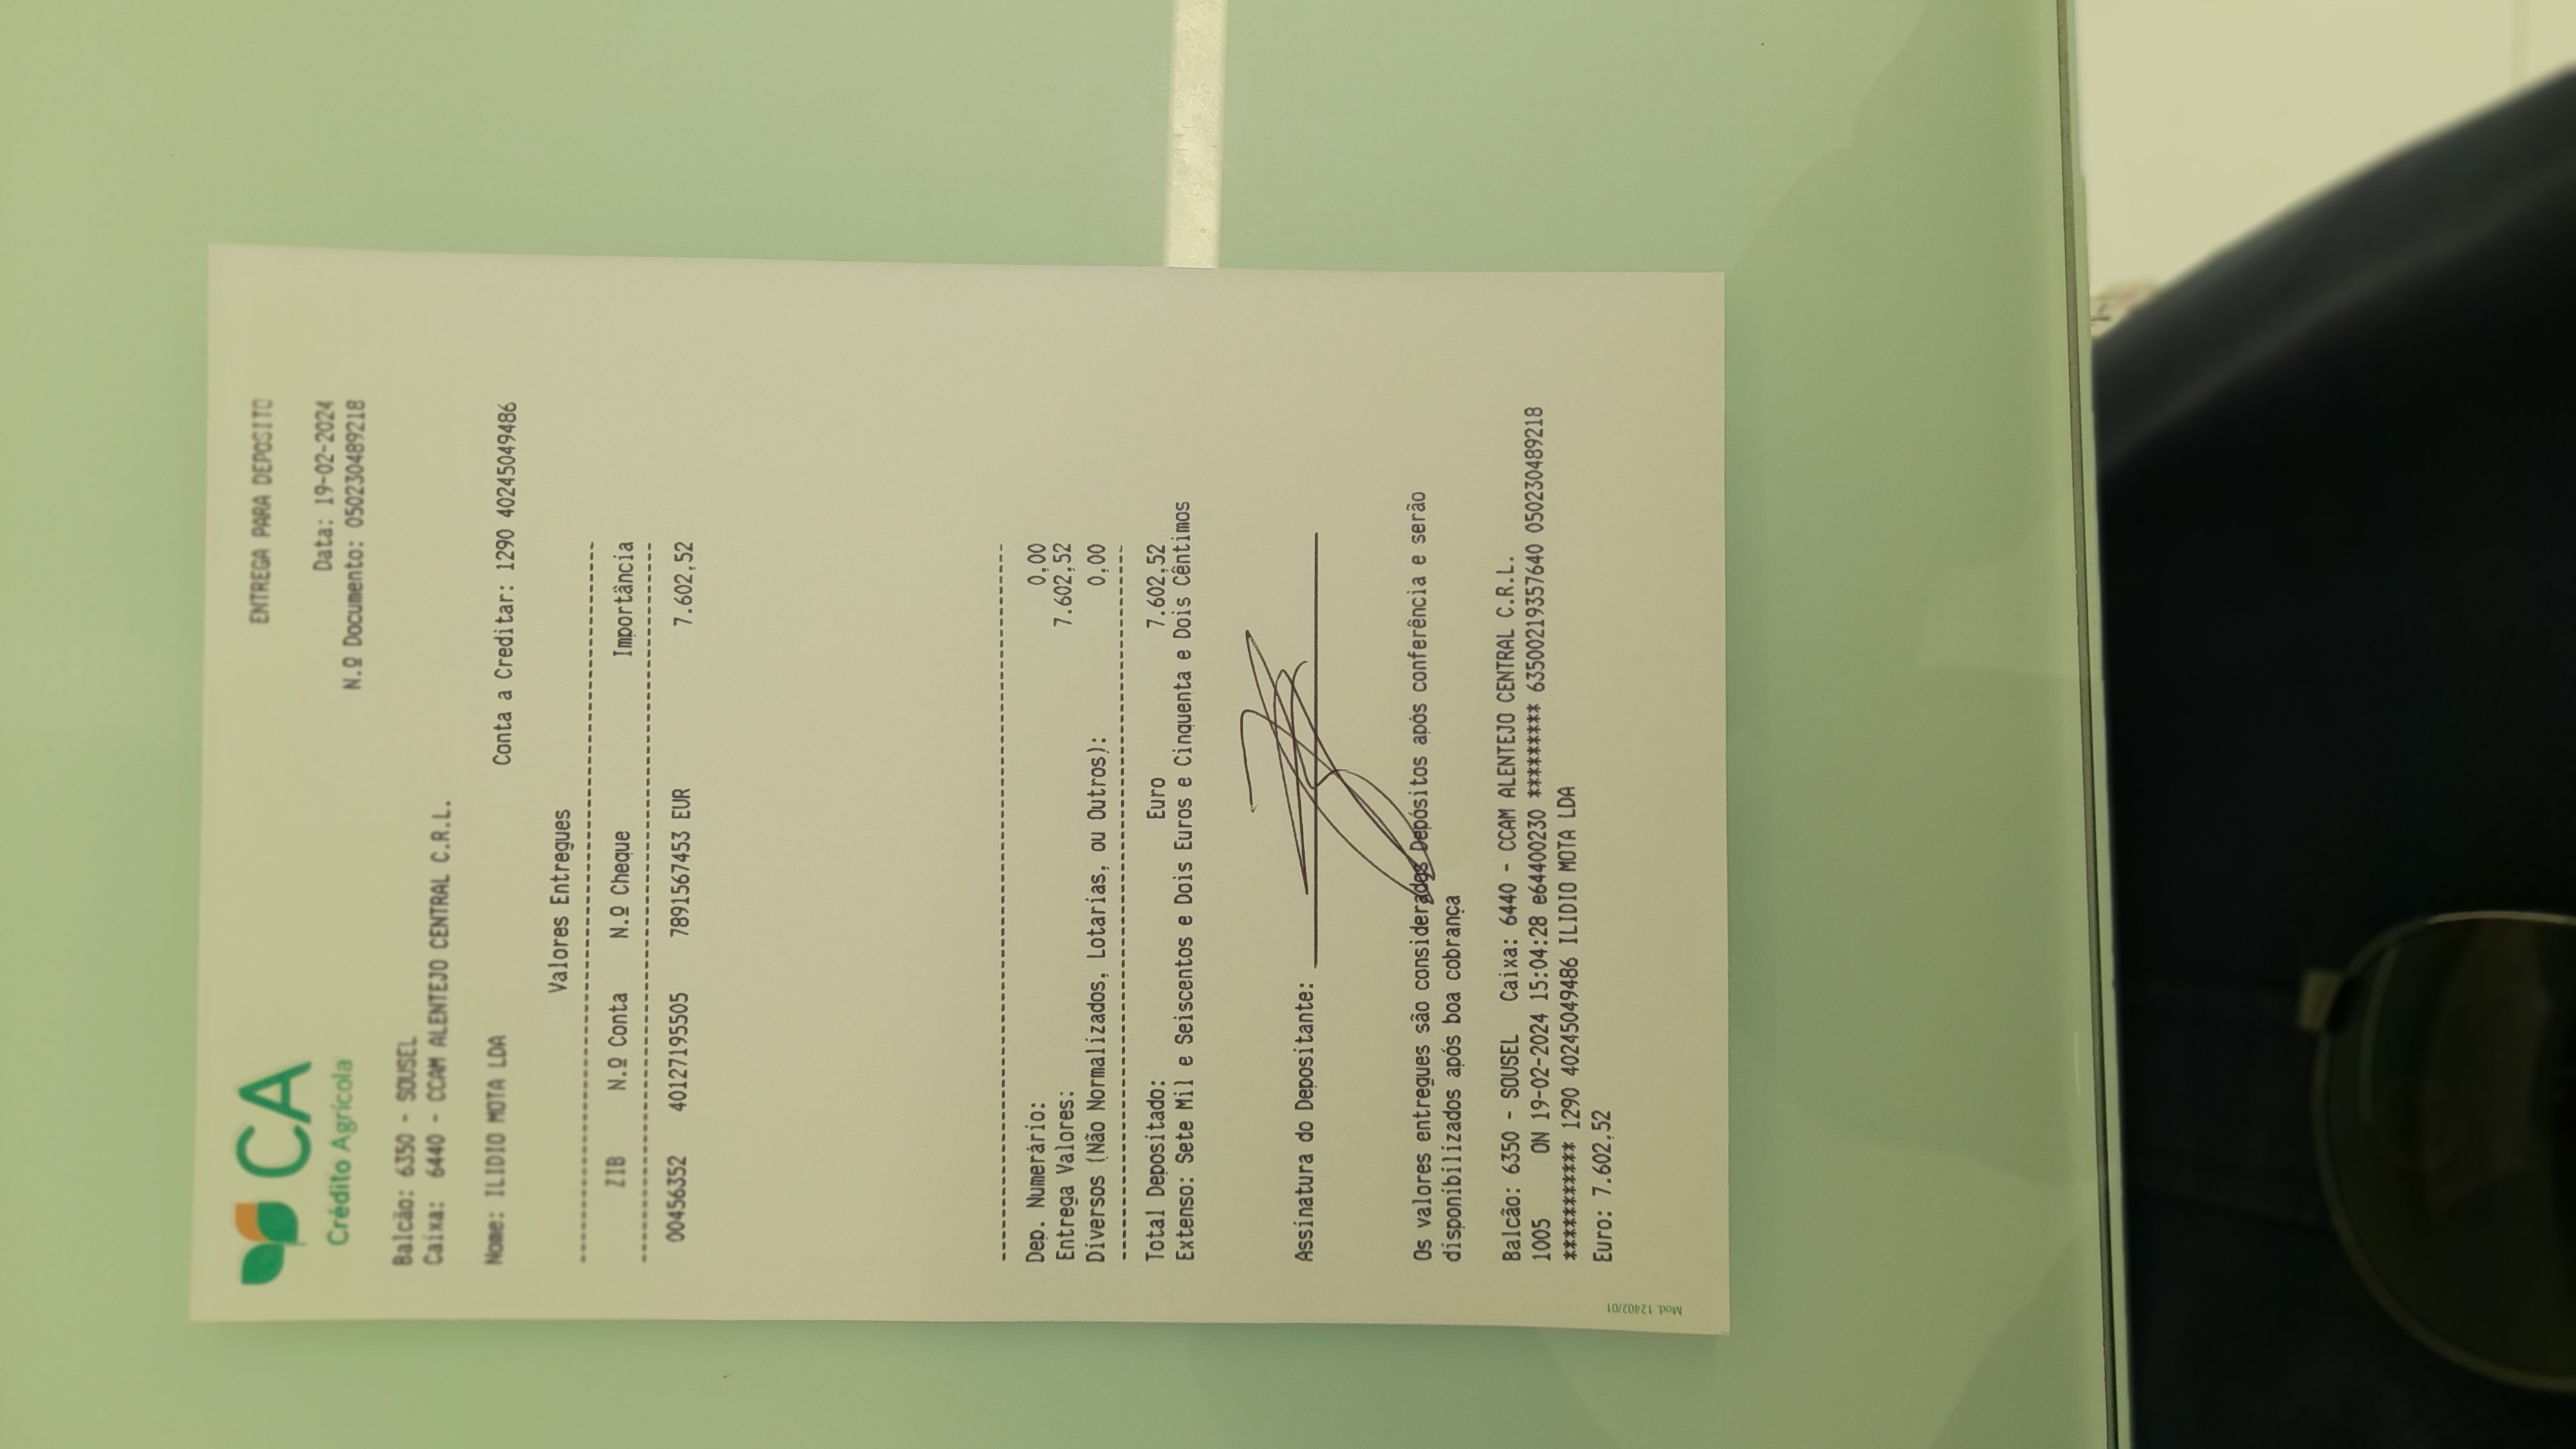 CA
Crédito Agrícola
ENTREGA PARA DEPOSITO
Data: 19-02-2024
N.º Documento: 050230489218
Balcão: 6350 - SOUSEL
Caixa: 6440 - CCAM ALENTEJO CENTRAL C.R.L.
Nome: ILIDIO MOTA LDA
Conta a Creditar: 1290 40245049486
Valores Entregues
ZIB N.º Conta N.º Cheque Importância
00456352 40127195505 7891567453 EUR 7.602,52
Dep. Numerário: 0,00
Entrega Valores: 7.602,52
Diversos (Não Normalizados, Lotarias, ou Outros): 0,00
Total Depositado: Euro 7.602,52
Extenso: Sete Mil e Seiscentos e Dois Euros e Cinquenta e Dois Cêntimos
Assinatura do Depositante:
Os valores entregues são considerados Depósitos após conferência e serão
disponibilizados após boa cobrança
Balcão: 6350 - SOUSEL Caixa: 6440 - CCAM ALENTEJO CENTRAL C.R.L.
1005 ON 19-02-2024 15:04:28 e64400230 ******** 635002193576​40 050230489218
*********** 1290 40245049486 ILIDIO MOTA LDA
Euro: 7.602,52
Mod. 12402/01